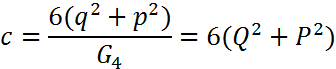 c = 6(q² + p²)/G₄ = 6(Q² + P²)